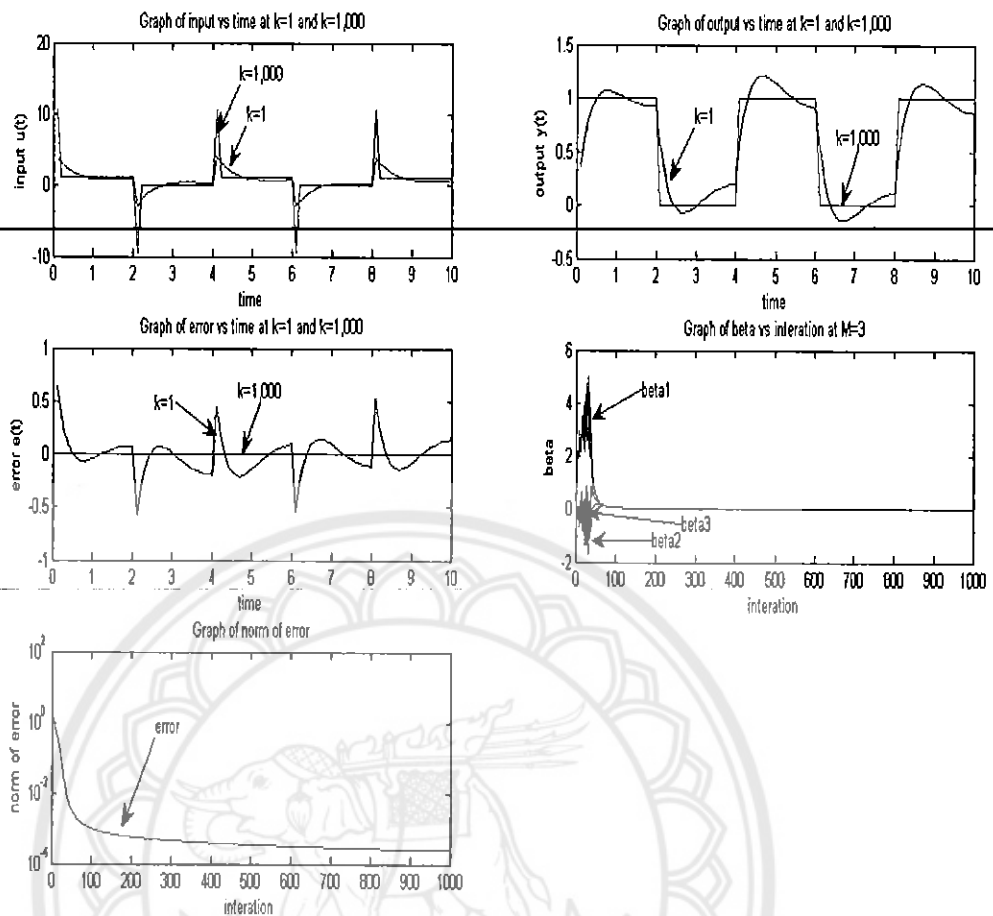 Graph of input vs time at k=1 and k=1,000
20
10
0
-10
input u(t)
k=1,000
k=1
0 1 2 3 4 5 6 7 8 9 10
time
Graph of output vs time at k=1 and k=1,000
1.5
1
0.5
0
-0.5
output y(t)
k=1
k=1,000
0 1 2 3 4 5 6 7 8 9 10
time
Graph of error vs time at k=1 and k=1,000
1
0.5
0
-0.5
-1
error e(t)
k=1
k=1,000
0 1 2 3 4 5 6 7 8 9 10
time
Graph of beta vs interation at M=3
6
4
2
0
-2
beta
beta1
beta3
beta2
0 100 200 300 400 500 600 700 800 900 1000
interation
Graph of norm of error
10^2
10^0
10^-2
10^-4
norm of error
error
0 100 200 300 400 500 600 700 800 900 1000
interation